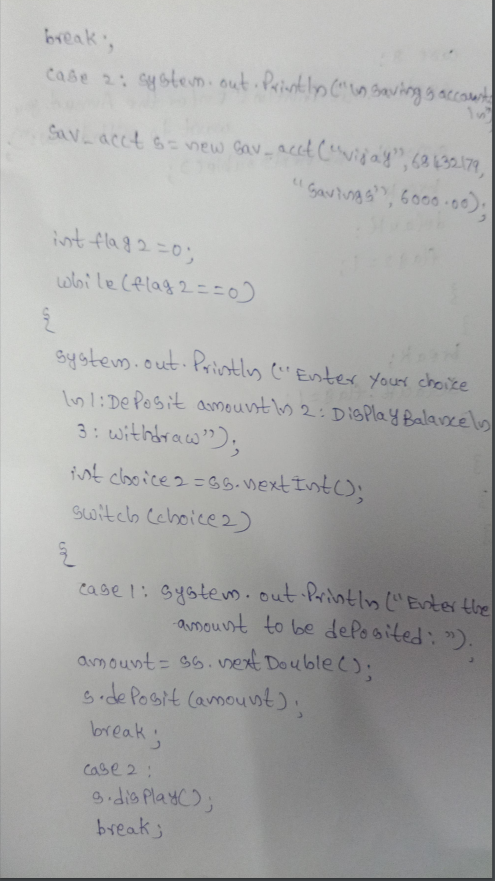 break;
case 2: system.out.Println("\n savings account
\n")
sav_acct s=new sav_acct("vijay",68432179,
"savings", 6000.00);
int flag2=0;
while(flag2==0)
{
system.out.Println("Enter your choice
\n1:Deposit amount\n 2: Display Balance\n
3: withdraw");
int choice2=ss.nextInt();
switch(choice2)
{
case 1: system.out.Println("Enter the
amount to be deposited:");
amount=ss.nextDouble();
s.deposit(amount);
break;
case 2:
s.display();
break;